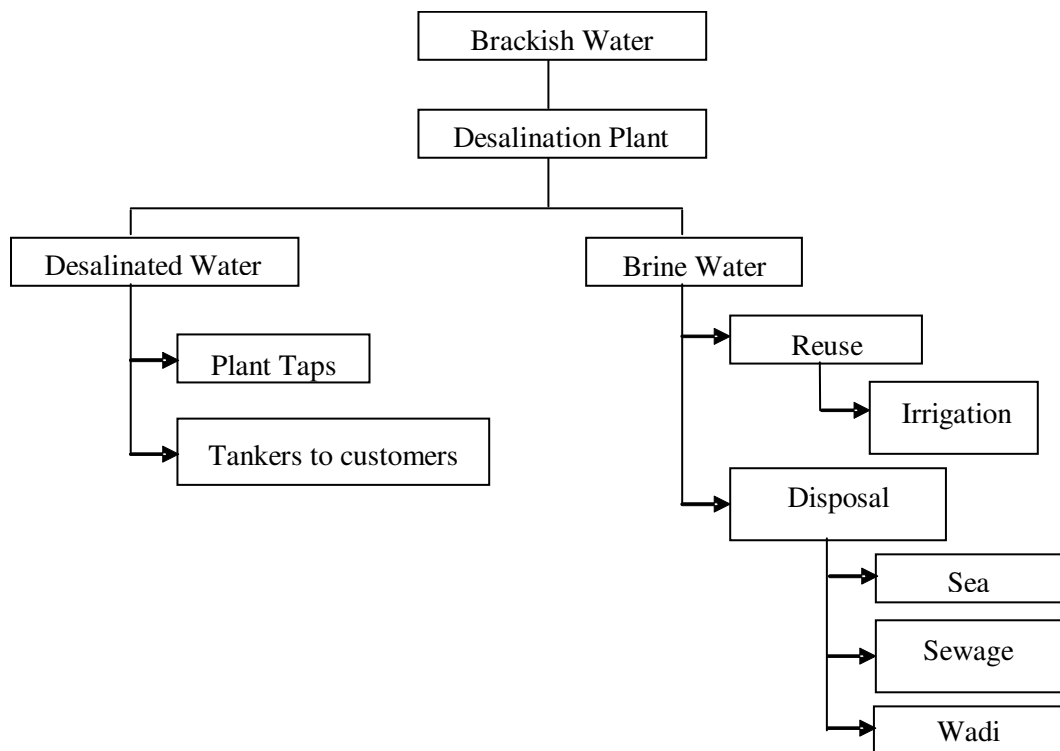 Brackish Water
Desalination Plant
Desalinated Water
Brine Water
Plant Taps
Tankers to customers
Reuse
Irrigation
Disposal
Sea
Sewage
Wadi